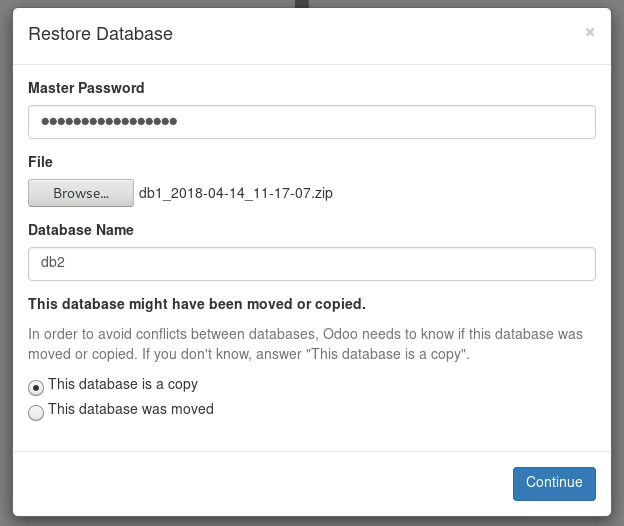 Restore Database
×
Master Password
●●●●●●●●●●●●●●●●●
File
Browse... db1_2018-04-14_11-17-07.zip
Database Name
db2
This database might have been moved or copied.
In order to avoid conflicts between databases, Odoo needs to know if this database was
moved or copied. If you don't know, answer "This database is a copy".
This database is a copy
This database was moved
Continue